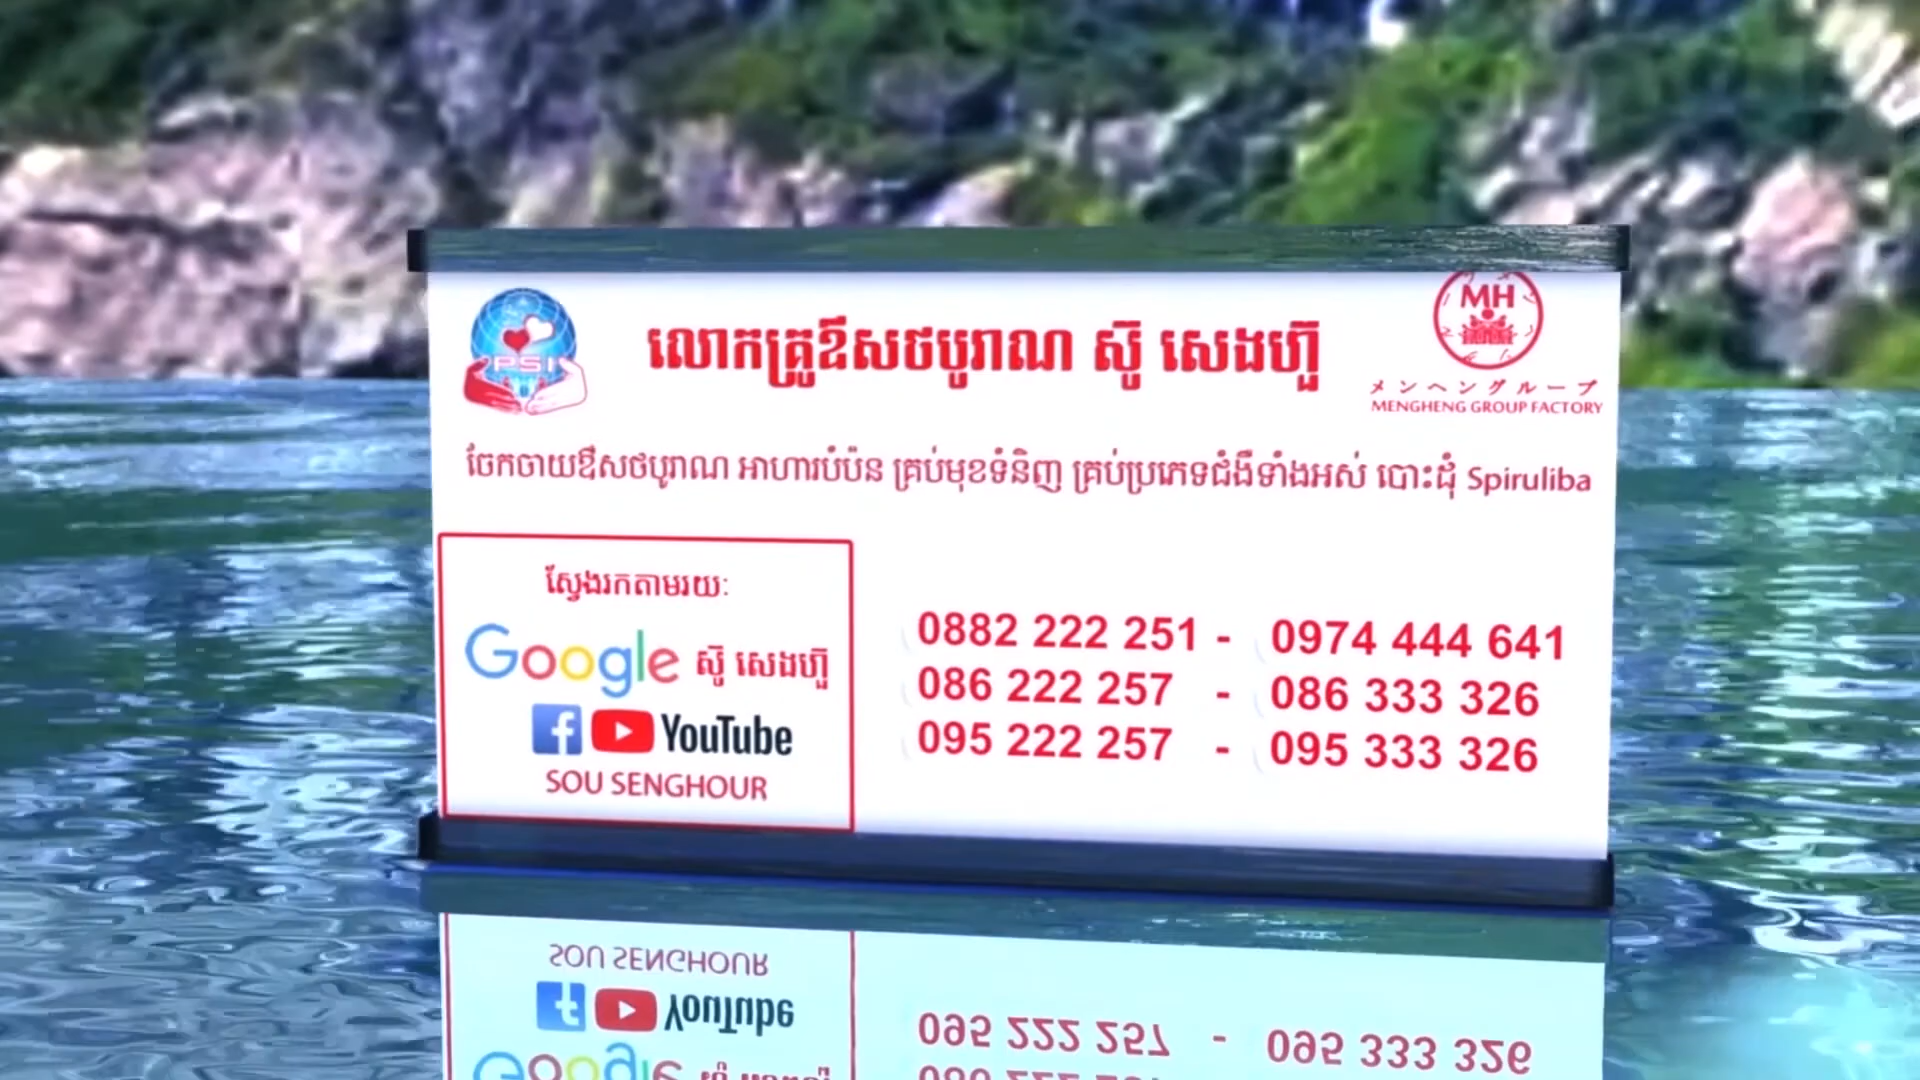 PSI
លោកគ្រូឱសថបូរាណ ស៊ូ សេងហ៊ួ
MH
メンヘングループ
MENGHENG GROUP FACTORY
ចែកចាយឱសថបូរាណ អាហារបំប៉ន គ្រប់មុខទំនិញ គ្រប់ប្រភេទជំងឺទាំងអស់ បោះដុំ Spiruliba
ស្វែងរកតាមរយៈ
Google ស៊ូ សេងហ៊ួ
YouTube
SOU SENGHOUR
0882 222 251 - 0974 444 641
086 222 257 - 086 333 326
095 222 257 - 095 333 326